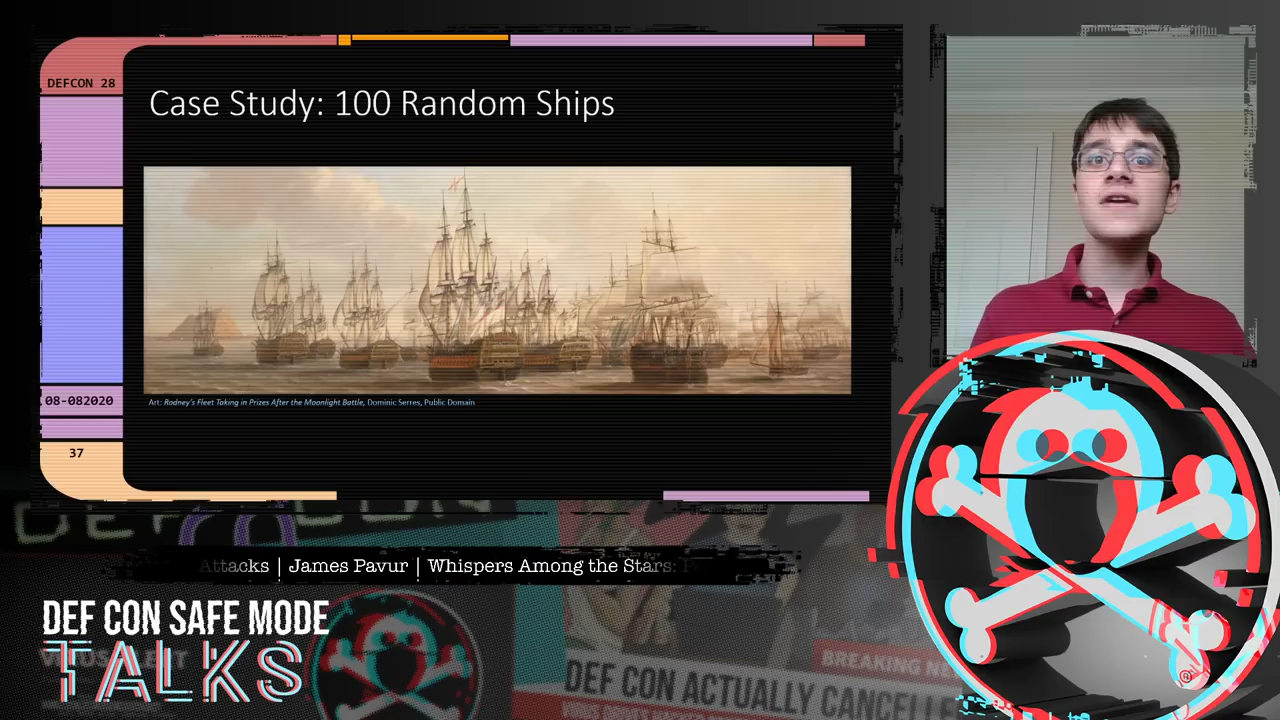 DEFCON 28
Case Study: 100 Random Ships
Art: Rodney's Fleet Taking in Prizes After the Moonlight Battle, Dominic Serres, Public Domain
08-082020
37
DEF CON
Attacks | James Pavur | Whispers Among the Stars:
DEF CON SAFE MODE
TALKS
BREAKING
DEF CON ACTUALLY
®